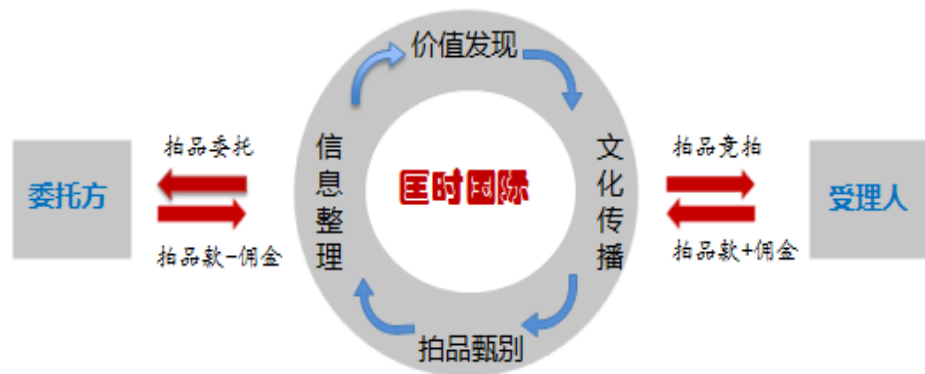 价值发现
拍品委托
信息整理
文化传播
拍品竞拍
委托方
匡时国际
受理人
拍品款-佣金
拍品款+佣金
拍品甄别